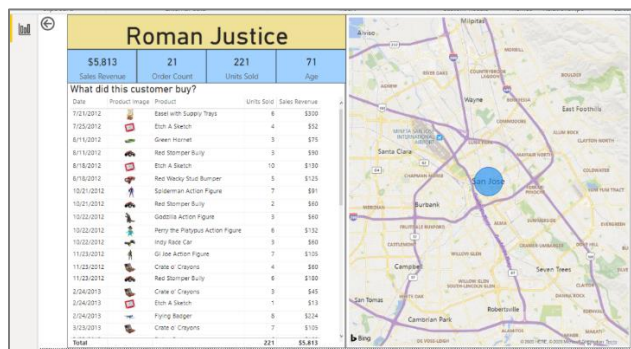 Roman Justice
$5,813
21
221
71
Sales Revenue
Order Count
Units Sold
Age
What did this customer buy?
Date Product Image Product Units Sold Sales Revenue
7/21/2012 Easel with Supply Trays 6 $300
7/25/2012 Etch A Sketch 4 $52
8/11/2012 Green Hornet 3 $75
8/11/2012 Red Stomper Bully 3 $90
8/18/2012 Etch A Sketch 10 $130
8/18/2012 Red Wacky Stud Bumper 5 $125
10/21/2012 Spiderman Action Figure 7 $91
10/21/2012 Red Stomper Bully 2 $60
10/22/2012 Godzilla Action Figure 3 $60
10/22/2012 Perry the Platypus Action Figure 6 $132
10/22/2012 Indy Race Car 3 $60
11/23/2012 GI Joe Action Figure 7 $105
11/23/2012 Crate o' Crayons 4 $60
11/23/2012 Red Stomper Bully 6 $180
2/24/2013 Crate o' Crayons 3 $45
2/24/2013 Etch A Sketch 1 $13
2/24/2013 Flying Badger 6 $224
3/25/2013 Crate o' Crayons 7 $105
Total 221 $5,813
Milpitas
Alviso
Wayne
East Foothills
Santa Clara
San Jose
Burbank
WILLOW GLEN
Campbell
Seven Trees
San Tomas
Robertsville
Cambrian Park
Bing